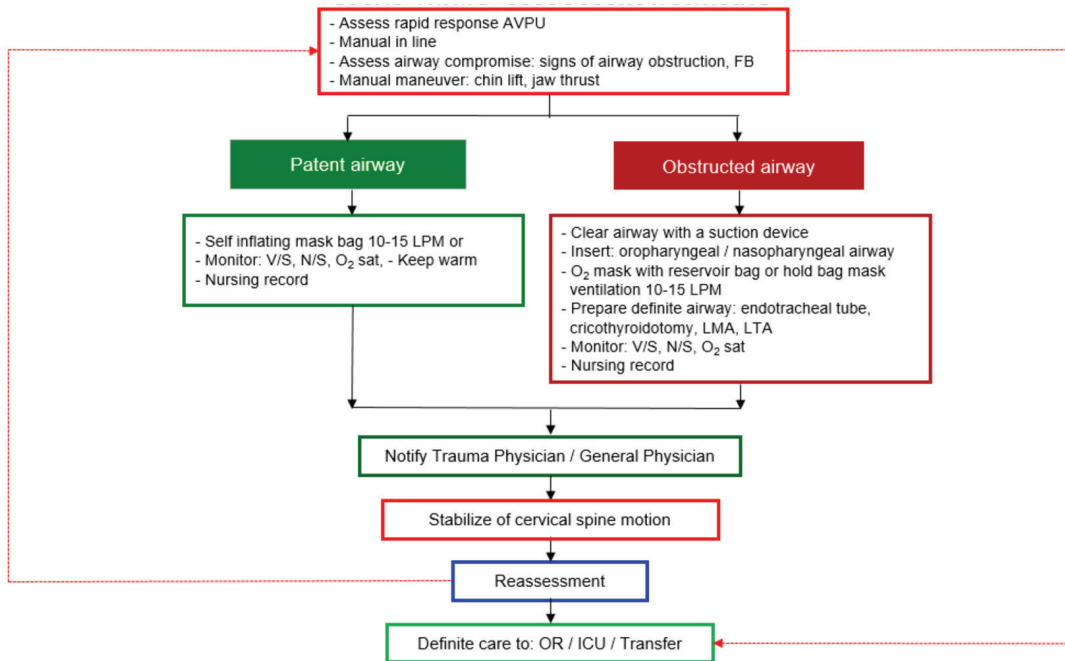 - Assess rapid response AVPU
- Manual in line
- Assess airway compromise: signs of airway obstruction, FB
- Manual maneuver: chin lift, jaw thrust
Patent airway
Obstructed airway
- Self inflating mask bag 10-15 LPM or
- Monitor: V/S, N/S, O₂ sat, - Keep warm
- Nursing record
- Clear airway with a suction device
- Insert: oropharyngeal / nasopharyngeal airway
- O₂ mask with reservoir bag or hold bag mask
ventilation 10-15 LPM
- Prepare definite airway: endotracheal tube,
cricothyroidotomy, LMA, LTA
- Monitor: V/S, N/S, O₂ sat
- Nursing record
Notify Trauma Physician / General Physician
Stabilize of cervical spine motion
Reassessment
Definite care to: OR / ICU / Transfer